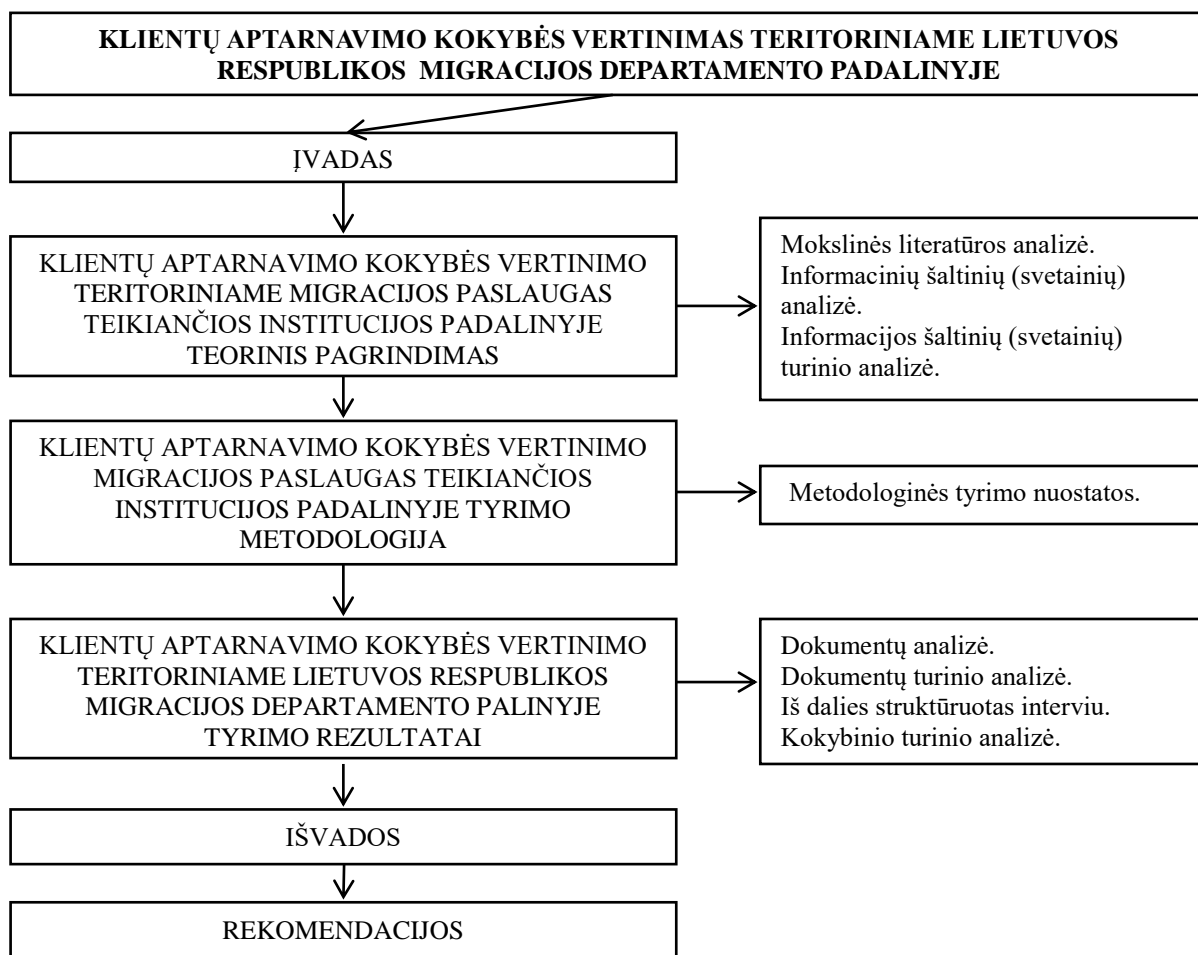 KLIENTŲ APTARNAVIMO KOKYBĖS VERTINIMAS TERITORINIAME LIETUVOS
RESPUBLIKOS MIGRACIJOS DEPARTAMENTO PADALINYJE
ĮVADAS
KLIENTŲ APTARNAVIMO KOKYBĖS VERTINIMO
TERITORINIAME MIGRACIJOS PASLAUGAS
TEIKIANČIOS INSTITUCIJOS PADALINYJE
TEORINIS PAGRINDIMAS
Mokslinės literatūros analizė.
Informacinių šaltinių (svetainių)
analizė.
Informacijos šaltinių (svetainių)
turinio analizė.
KLIENTŲ APTARNAVIMO KOKYBĖS VERTINIMO
MIGRACIJOS PASLAUGAS TEIKIANČIOS
INSTITUCIJOS PADALINYJE TYRIMO
METODOLOGIJA
Metodologinės tyrimo nuostatos.
KLIENTŲ APTARNAVIMO KOKYBĖS VERTINIMO
TERITORINIAME LIETUVOS RESPUBLIKOS
MIGRACIJOS DEPARTAMENTO PALINYJE
TYRIMO REZULTATAI
Dokumentų analizė.
Dokumentų turinio analizė.
Iš dalies struktūruotas interviu.
Kokybinio turinio analizė.
IŠVADOS
REKOMENDACIJOS